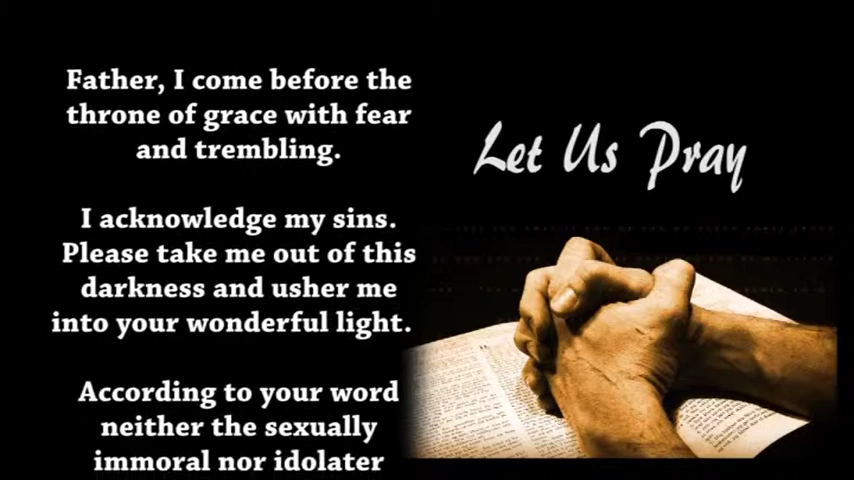 Father, I come before the
throne of grace with fear
and trembling.
I acknowledge my sins.
Please take me out of this
darkness and usher me
into your wonderful light.
According to your word
neither the sexually
immoral nor idolater
Let Us Pray